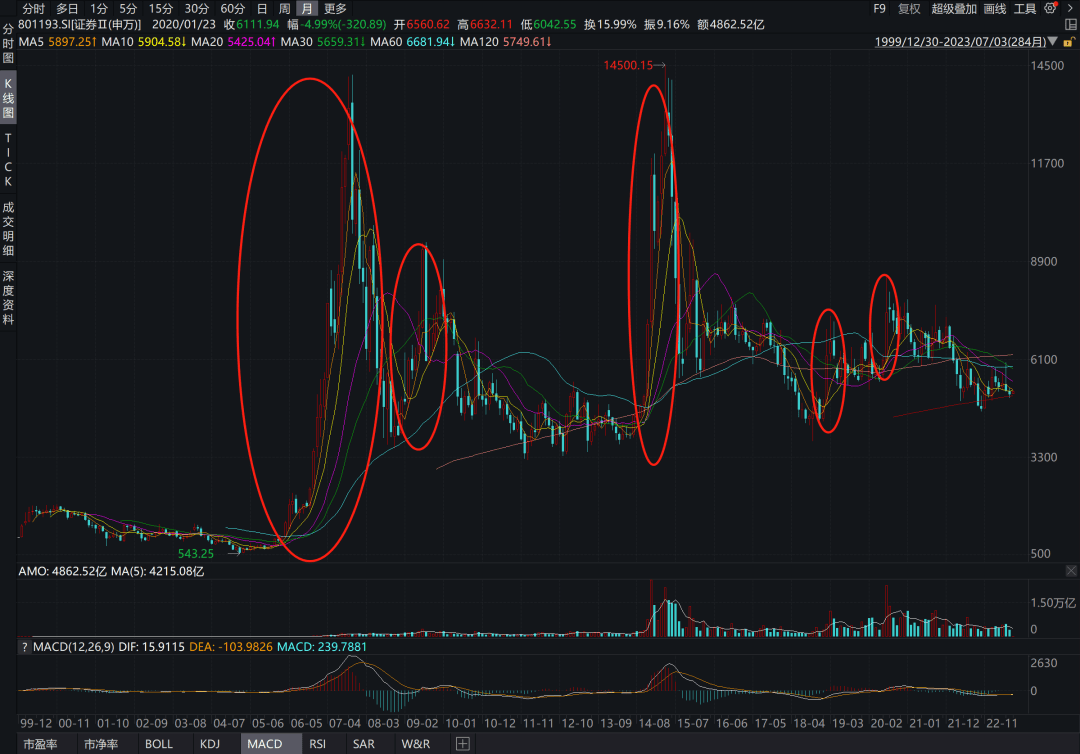 分时 多日 1分 5分 15分 30分 60分 日 周 月 更多 F9 复权 超级叠加 画线 工具
801193.SI[证券Ⅱ(申万)] 2020/01/23 收6111.94 幅-4.99%(-320.89) 开6560.62 高6632.11 低6042.55 换15.99% 振9.16% 额4862.52亿
MA5 5897.25↑ MA10 5904.58↓ MA20 5425.04↑ MA30 5659.31↓ MA60 6681.94↓ MA120 5749.61↓ 1999/12/30-2023/07/03(284月)
分时图
K线图
TICK
成交明细
深度资料
14500.15→
14500
11700
8900
6100
3300
543.25 →
500
AMO: 4862.52亿 MA(5): 4215.08亿
1.50万亿
0
? MACD(12,26,9) DIF: 15.9115 DEA: -103.9826 MACD: 239.7881
2630
0
99-12 00-11 01-10 02-09 03-08 04-07 05-06 06-05 07-04 08-03 09-02 10-01 10-12 11-11 12-10 13-09 14-08 15-07 16-06 17-05 18-04 19-03 20-02 21-01 21-12 22-11
市盈率 市净率 BOLL KDJ MACD RSI SAR W&R